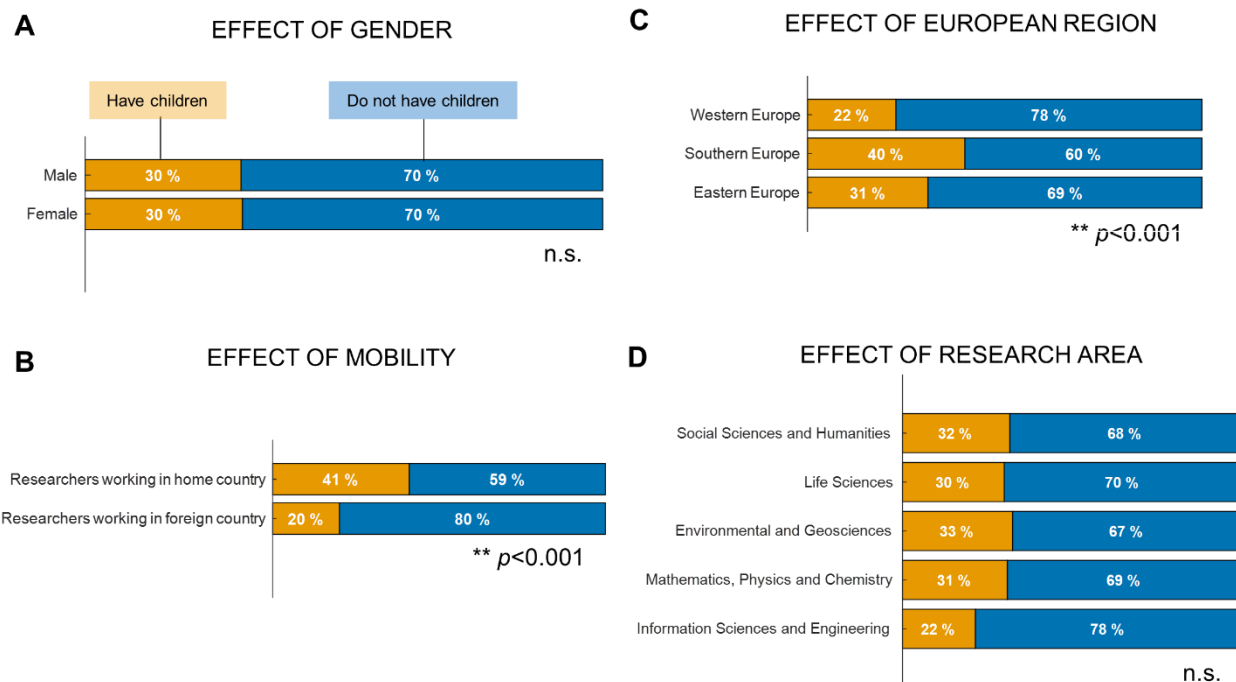 A
EFFECT OF GENDER
Have children
Do not have children
Male
30 %
70 %
Female
30 %
70 %
n.s.
B
EFFECT OF MOBILITY
Researchers working in home country
41 %
59 %
Researchers working in foreign country
20 %
80 %
** p<0.001
C
EFFECT OF EUROPEAN REGION
Western Europe
22 %
78 %
Southern Europe
40 %
60 %
Eastern Europe
31 %
69 %
** p<0.001
D
EFFECT OF RESEARCH AREA
Social Sciences and Humanities
32 %
68 %
Life Sciences
30 %
70 %
Environmental and Geosciences
33 %
67 %
Mathematics, Physics and Chemistry
31 %
69 %
Information Sciences and Engineering
22 %
78 %
n.s.